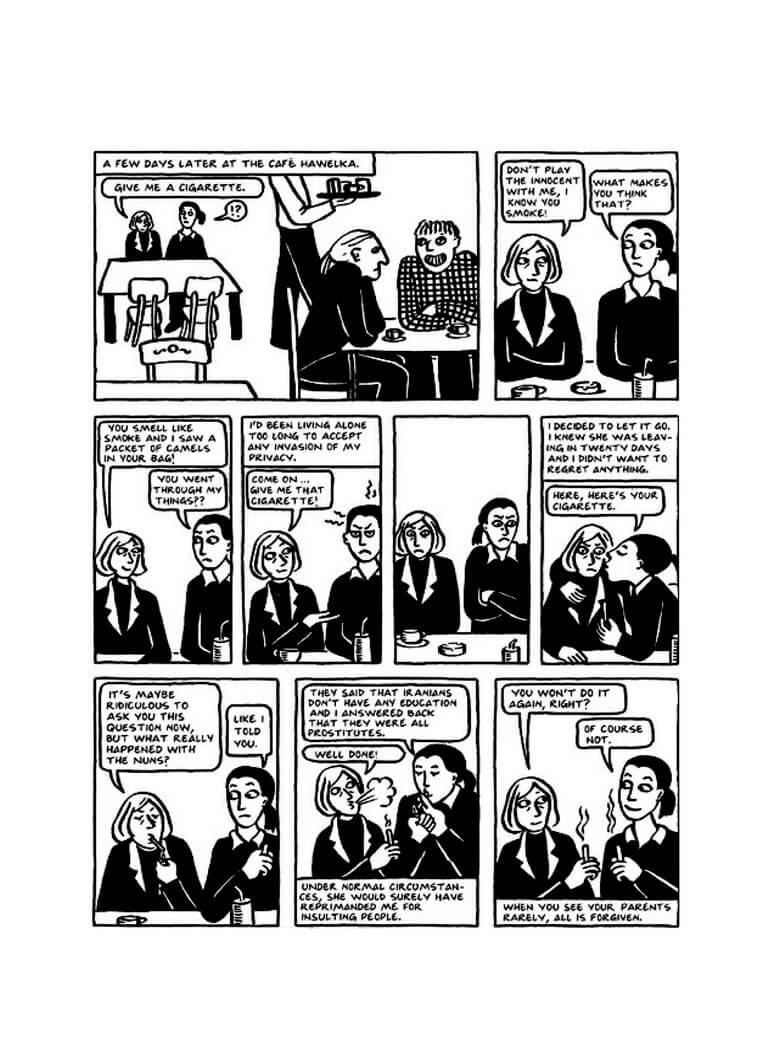 A FEW DAYS LATER AT THE CAFÉ HAWELKA.
GIVE ME A CIGARETTE.
!?
DON'T PLAY
THE INNOCENT
WITH ME, I
KNOW YOU
SMOKE!
WHAT MAKES
YOU THINK
THAT?
YOU SMELL LIKE
SMOKE AND I SAW A
PACKET OF CAMELS
IN YOUR BAG!
YOU WENT
THROUGH MY
THINGS??
I'D BEEN LIVING ALONE
TOO LONG TO ACCEPT
ANY INVASION OF MY
PRIVACY.
COME ON...
GIVE ME THAT
CIGARETTE!
I DECIDED TO LET IT GO.
I KNEW SHE WAS LEAV-
ING IN TWENTY DAYS
AND I DIDN'T WANT TO
REGRET ANYTHING.
HERE, HERE'S YOUR
CIGARETTE.
IT'S MAYBE
RIDICULOUS TO
ASK YOU THIS
QUESTION NOW,
BUT WHAT REALLY
HAPPENED WITH
THE NUNS?
LIKE I
TOLD
YOU.
THEY SAID THAT IRANIANS
DON'T HAVE ANY EDUCATION
AND I ANSWERED BACK
THAT THEY WERE ALL
PROSTITUTES.
WELL DONE!
UNDER NORMAL CIRCUMSTAN-
CES, SHE WOULD SURELY HAVE
REPRIMANDED ME FOR
INSULTING PEOPLE.
YOU WON'T DO IT
AGAIN, RIGHT?
OF COURSE
NOT.
WHEN YOU SEE YOUR PARENTS
RARELY, ALL IS FORGIVEN.